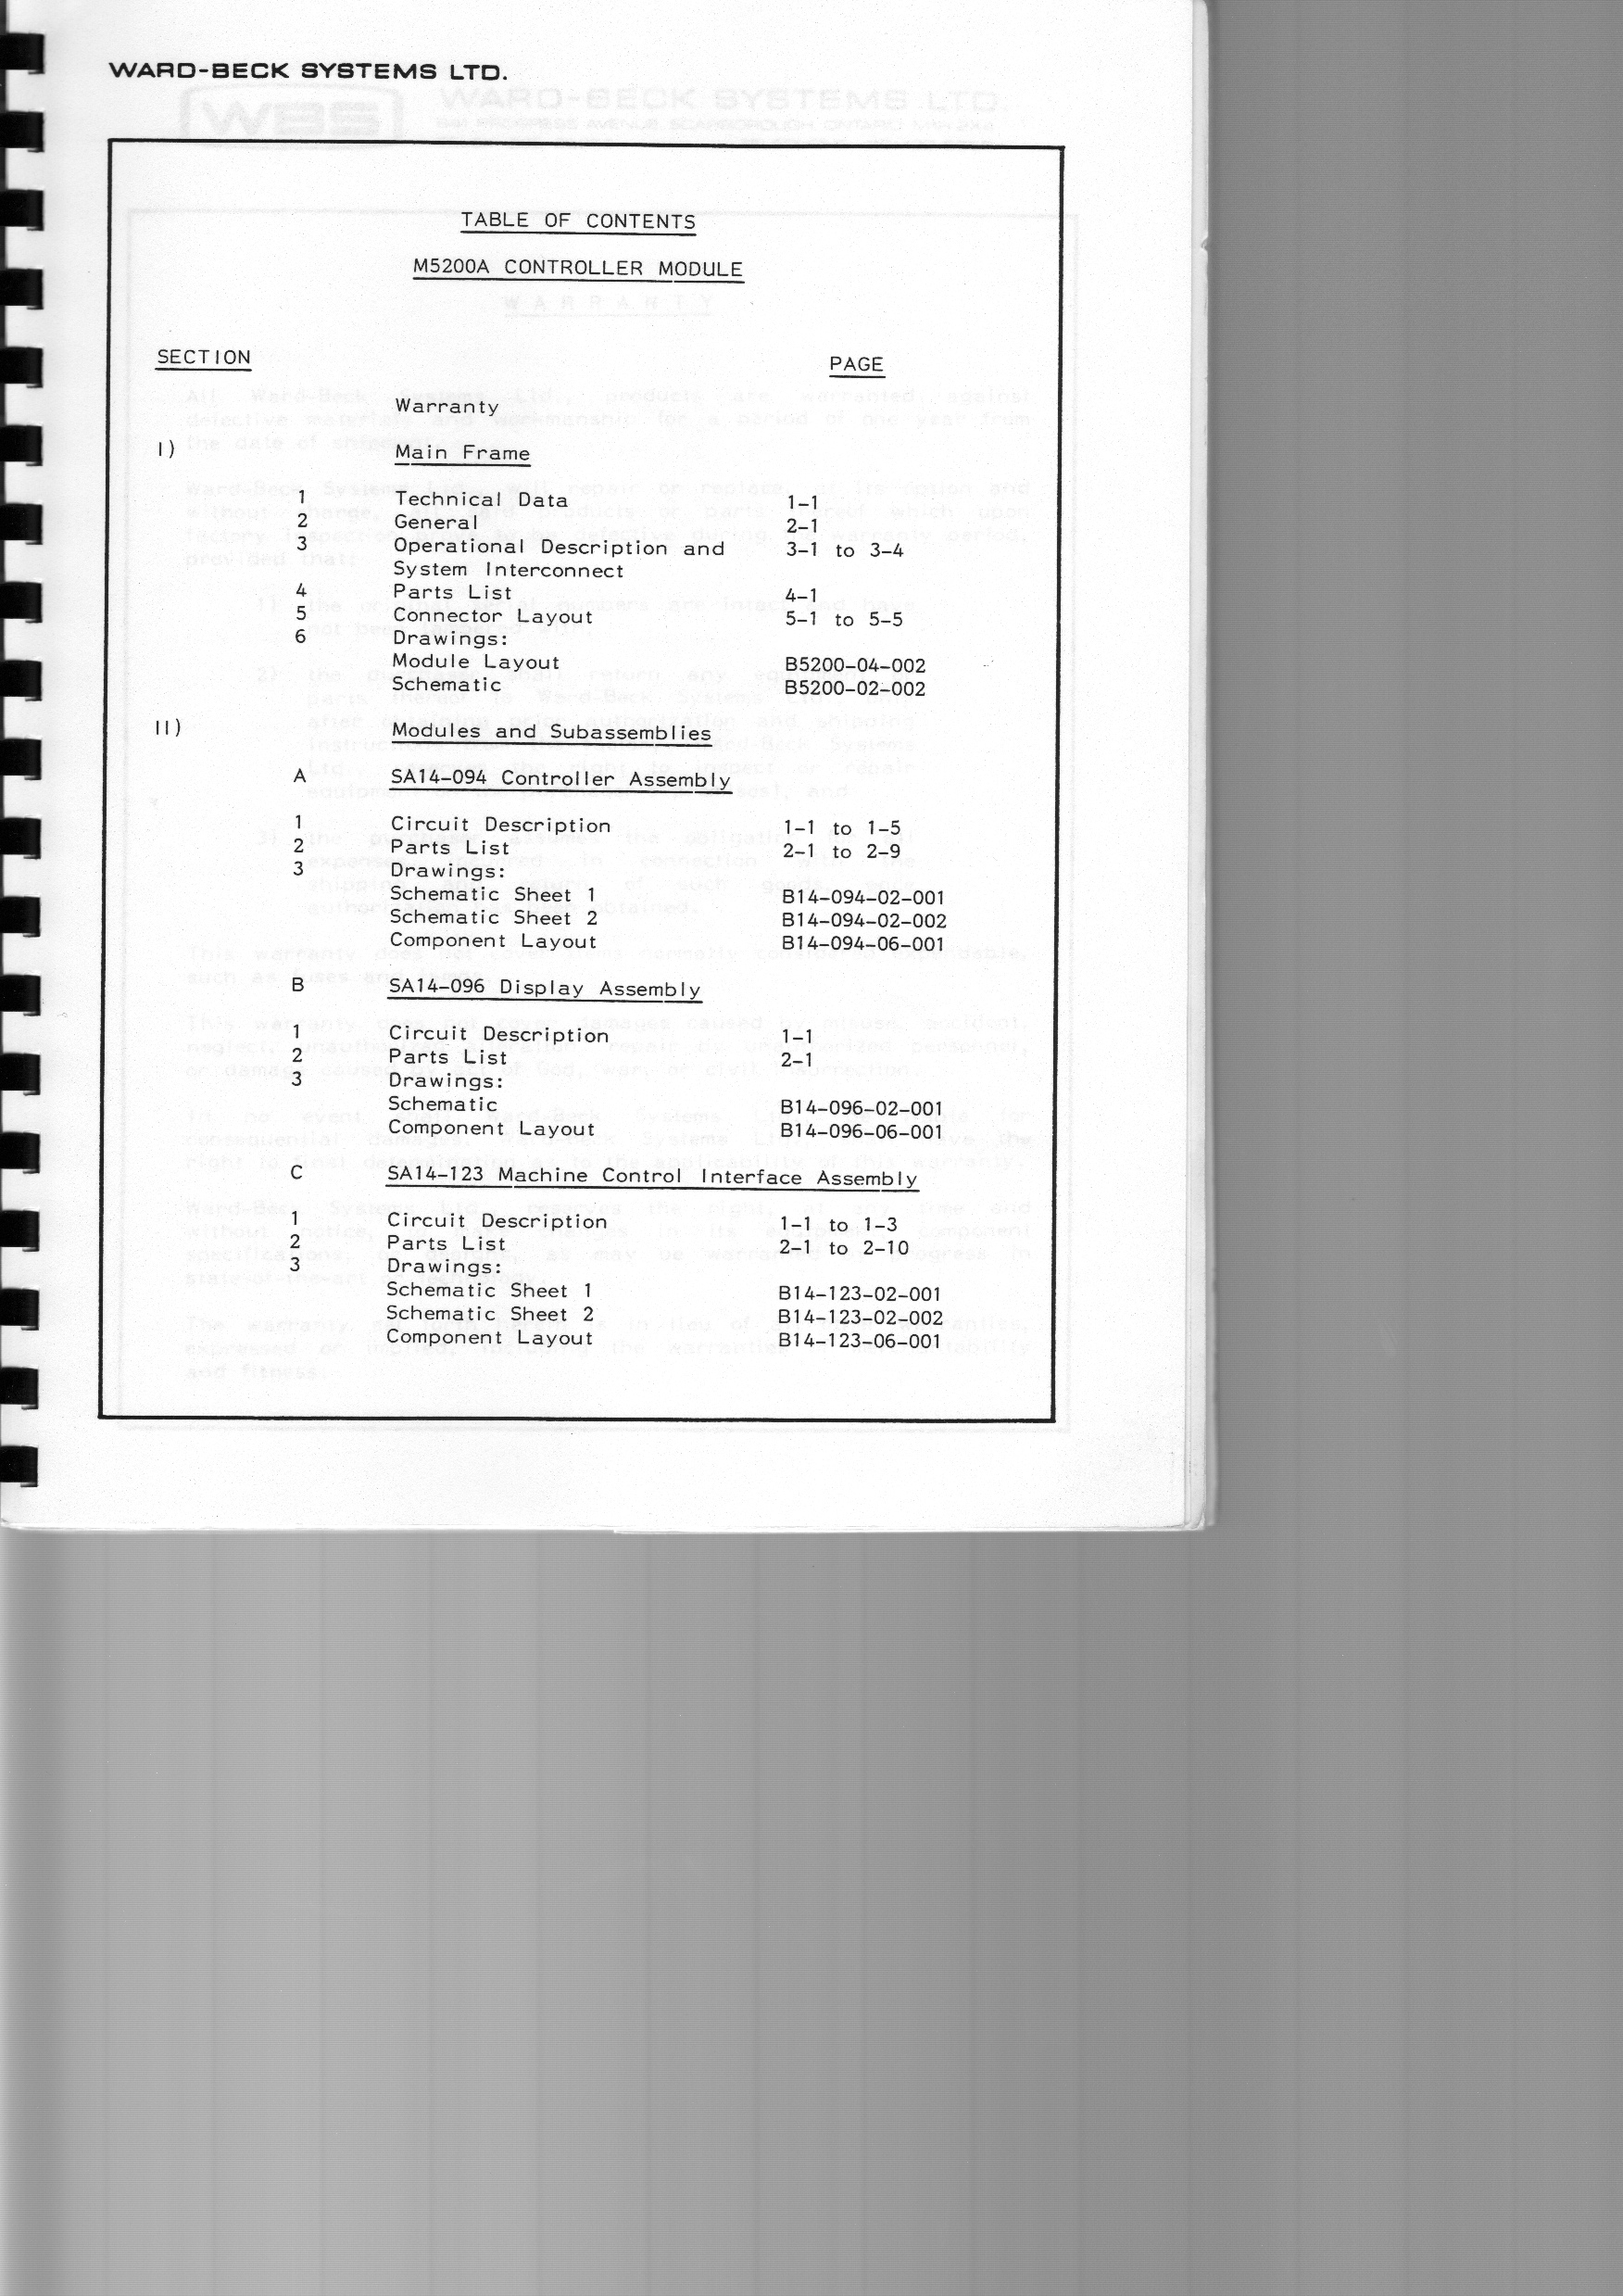 WARD-BECK SYSTEMS LTD.
TABLE OF CONTENTS
M5200A CONTROLLER MODULE
SECTION PAGE
Warranty
I) Main Frame
1 Technical Data 1-1
2 General 2-1
3 Operational Description and 3-1 to 3-4
System Interconnect
4 Parts List 4-1
5 Connector Layout 5-1 to 5-5
6 Drawings:
Module Layout B5200-04-002
Schematic B5200-02-002
II) Modules and Subassemblies
A SA14-094 Controller Assembly
1 Circuit Description 1-1 to 1-5
2 Parts List 2-1 to 2-9
3 Drawings:
Schematic Sheet 1 B14-094-02-001
Schematic Sheet 2 B14-094-02-002
Component Layout B14-094-06-001
B SA14-096 Display Assembly
1 Circuit Description 1-1
2 Parts List 2-1
3 Drawings:
Schematic B14-096-02-001
Component Layout B14-096-06-001
C SA14-123 Machine Control Interface Assembly
1 Circuit Description 1-1 to 1-3
2 Parts List 2-1 to 2-10
3 Drawings:
Schematic Sheet 1 B14-123-02-001
Schematic Sheet 2 B14-123-02-002
Component Layout B14-123-06-001